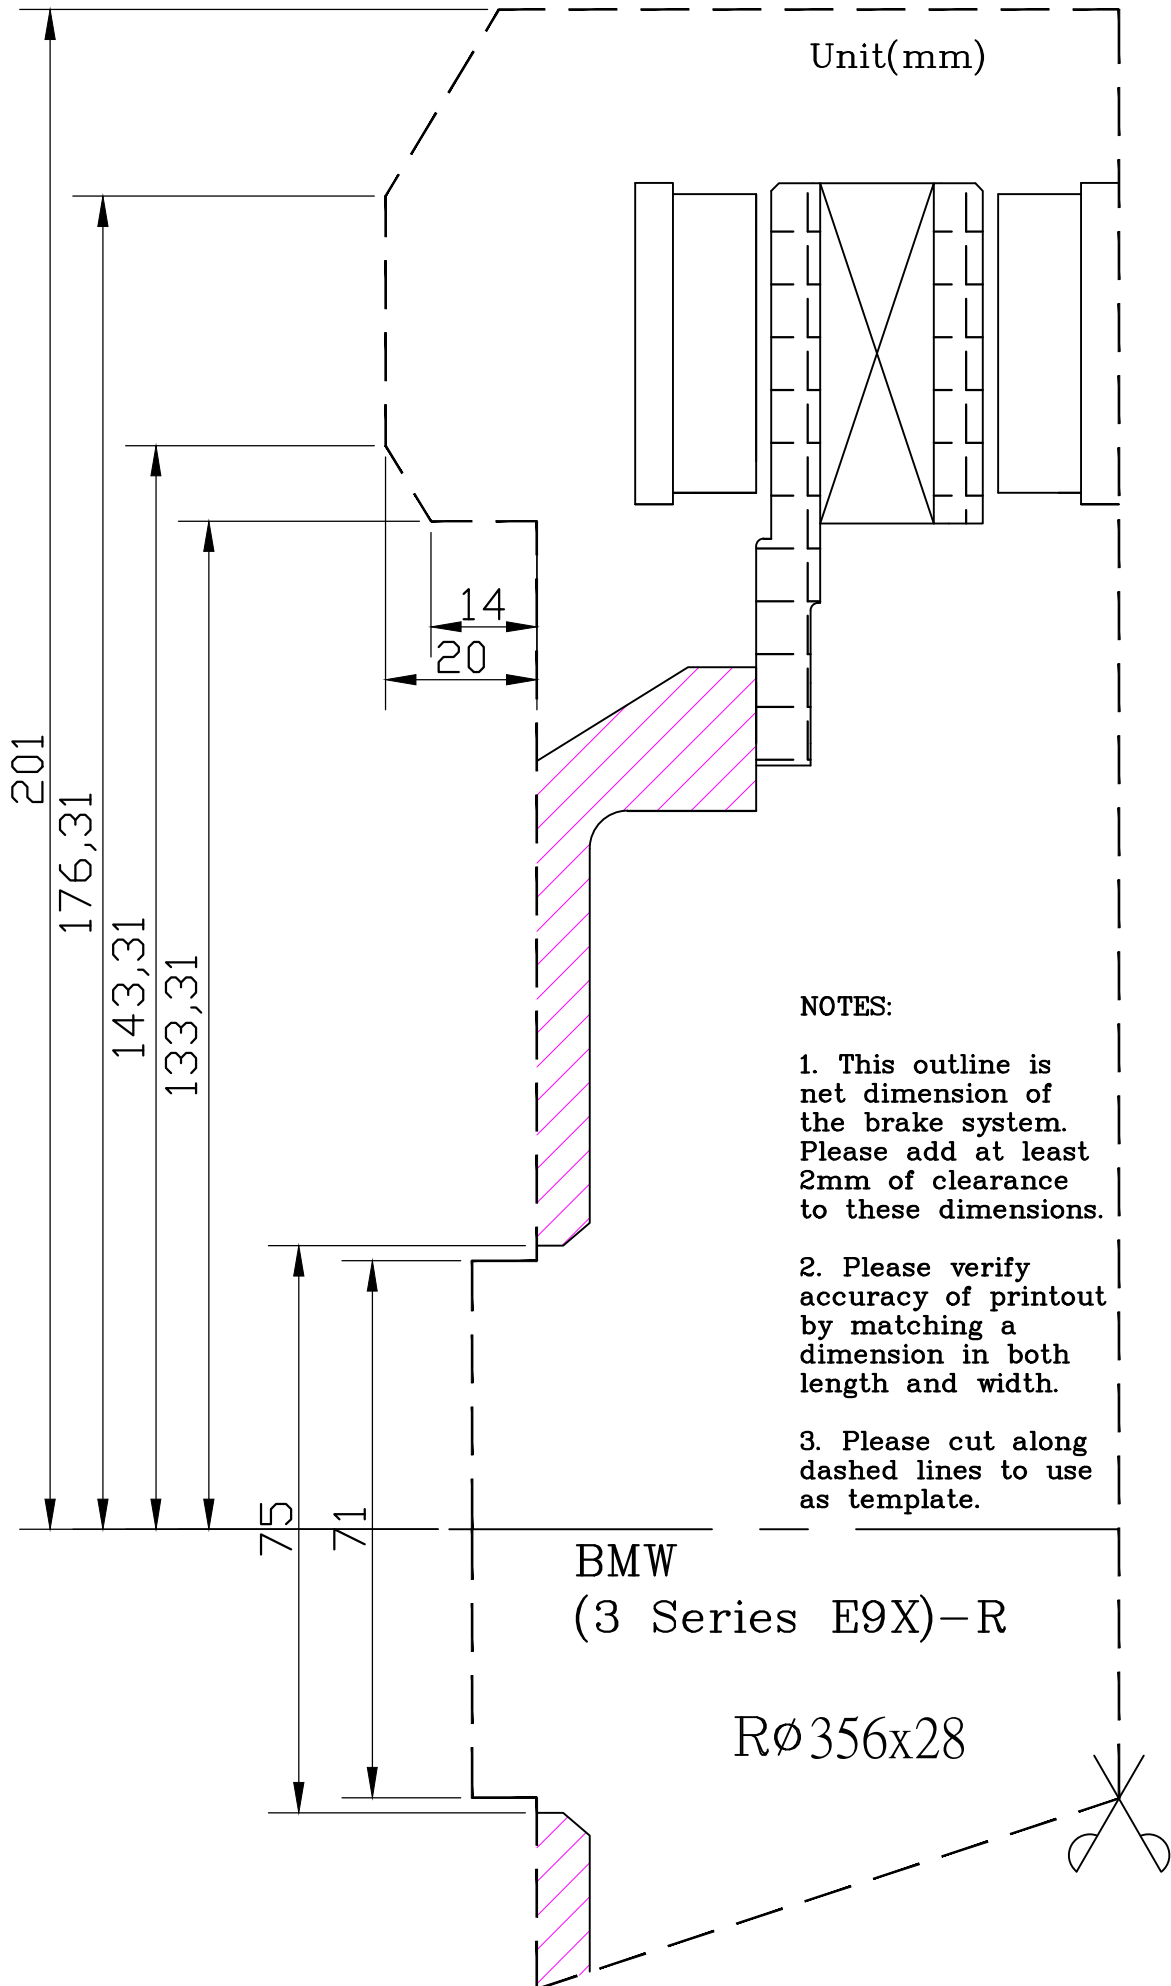 Unit(mm)
14
20
201
176,31
143,31
133,31
NOTES:
1. This outline is
net dimension of
the brake system.
Please add at least
2mm of clearance
to these dimensions.
2. Please verify
accuracy of printout
by matching a
dimension in both
length and width.
3. Please cut along
dashed lines to use
as template.
75
71
BMW
(3 Series E9X)-R
RØ356x28